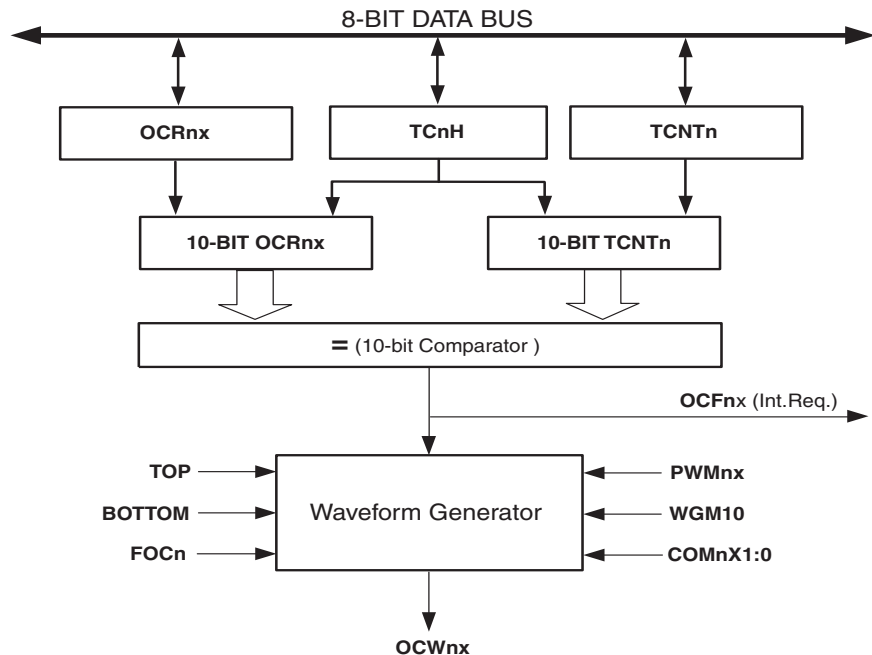 8-BIT DATA BUS
OCRnx
TCnH
TCNTn
10-BIT OCRnx
10-BIT TCNTn
= (10-bit Comparator )
OCFnx (Int.Req.)
TOP
PWMnx
BOTTOM
Waveform Generator
WGM10
FOCn
COMnX1:0
OCWnx